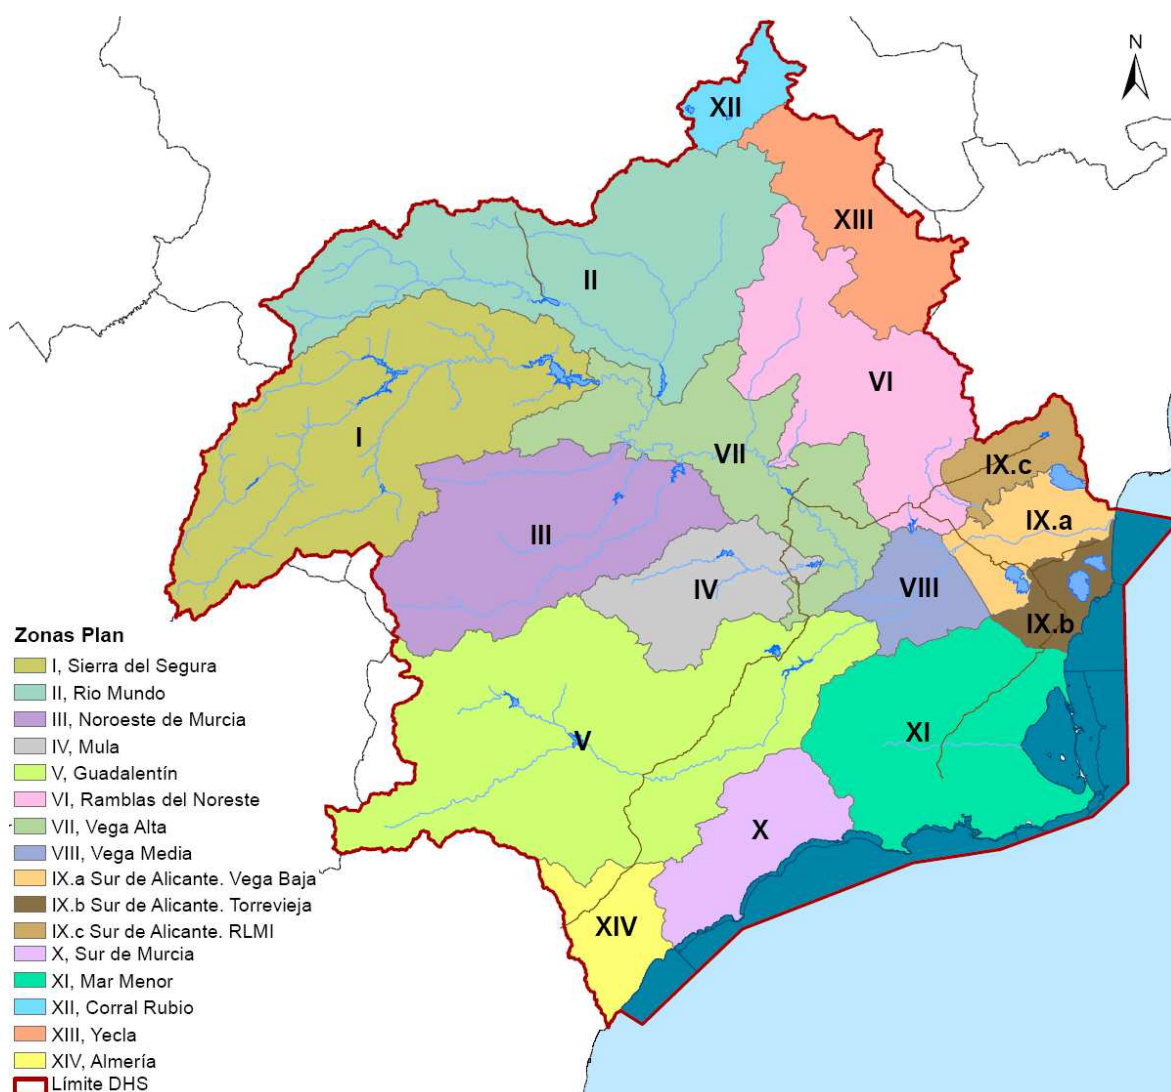 N
XII
XIII
II
VI
I
VII
IX.c
IX.a
III
VIII
IV
IX.b
XI
V
X
XIV
Zonas Plan
I, Sierra del Segura
II, Rio Mundo
III, Noroeste de Murcia
IV, Mula
V, Guadalentín
VI, Ramblas del Noreste
VII, Vega Alta
VIII, Vega Media
IX.a Sur de Alicante. Vega Baja
IX.b Sur de Alicante. Torrevieja
IX.c Sur de Alicante. RLMI
X, Sur de Murcia
XI, Mar Menor
XII, Corral Rubio
XIII, Yecla
XIV, Almería
Límite DHS